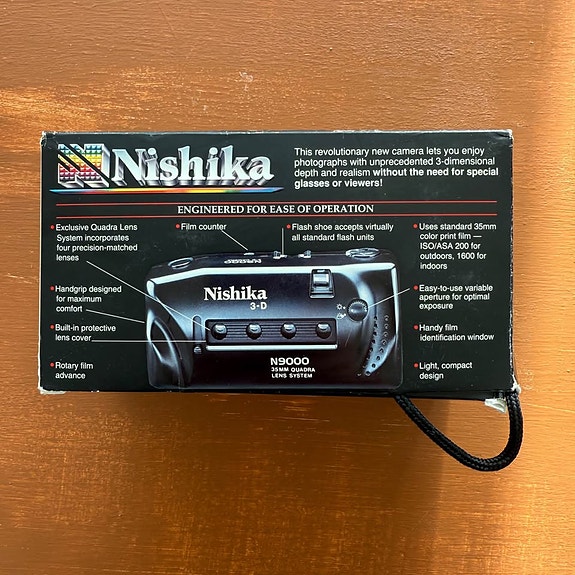 Nishika
This revolutionary new camera lets you enjoy
photographs with unprecedented 3-dimensional
depth and realism without the need for special
glasses or viewers!
ENGINEERED FOR EASE OF OPERATION
• Exclusive Quadra Lens
System incorporates
four precision-matched
lenses
• Film counter
• Flash shoe accepts virtually
all standard flash units
• Uses standard 35mm
color print film —
ISO/ASA 200 for
outdoors, 1600 for
indoors
• Handgrip designed
for maximum
comfort
• Built-in protective
lens cover
• Rotary film
advance
Nishika
3-D
N9000
35MM QUADRA
LENS SYSTEM
• Easy-to-use variable
aperture for optimal
exposure
• Handy film
identification window
• Light, compact
design